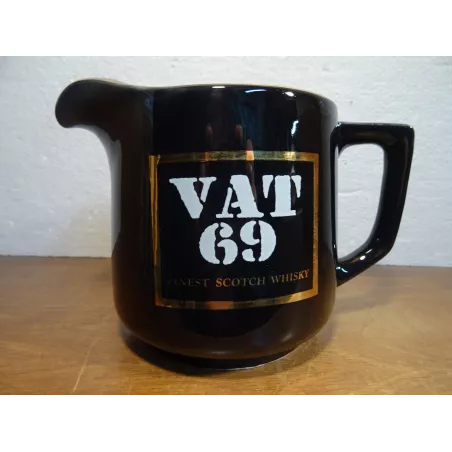 VAT
69
FINEST SCOTCH WHISKY